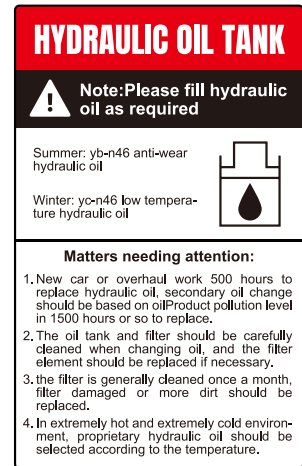 HYDRAULIC OIL TANK
Note:Please fill hydraulic
oil as required
Summer: yb-n46 anti-wear
hydraulic oil
Winter: yc-n46 low tempera-
ture hydraulic oil
Matters needing attention:
1. New car or overhaul work 500 hours to
replace hydraulic oil, secondary oil change
should be based on oilProduct pollution level
in 1500 hours or so to replace.
2. The oil tank and filter should be carefully
cleaned when changing oil, and the filter
element should be replaced if necessary.
3. the filter is generally cleaned once a month,
filter damaged or more dirt should be
replaced.
4. In extremely hot and extremely cold environ-
ment, proprietary hydraulic oil should be
selected according to the temperature.